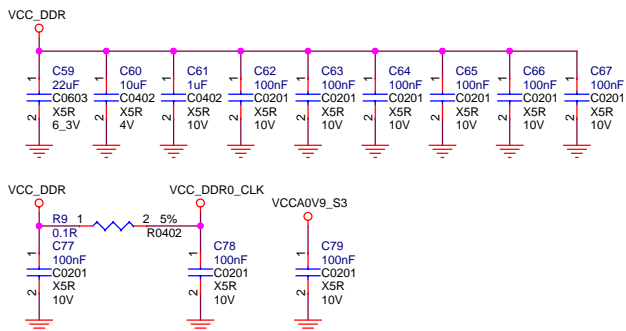 VCC_DDR
1 C59
22uF
C0603
2 X5R
6_3V
1 C60
10uF
C0402
2 X5R
4V
1 C61
1uF
C0402
2 X5R
10V
1 C62
100nF
C0201
2 X5R
10V
1 C63
100nF
C0201
2 X5R
10V
1 C64
100nF
C0201
2 X5R
10V
1 C65
100nF
C0201
2 X5R
10V
1 C66
100nF
C0201
2 X5R
10V
1 C67
100nF
C0201
2 X5R
10V
VCC_DDR
VCC_DDR0_CLK
VCCA0V9_S3
R9 1 2 5%
0.1R R0402
1 C77
100nF
C0201
2 X5R
10V
1 C78
100nF
C0201
2 X5R
10V
1 C79
100nF
C0201
2 X5R
10V